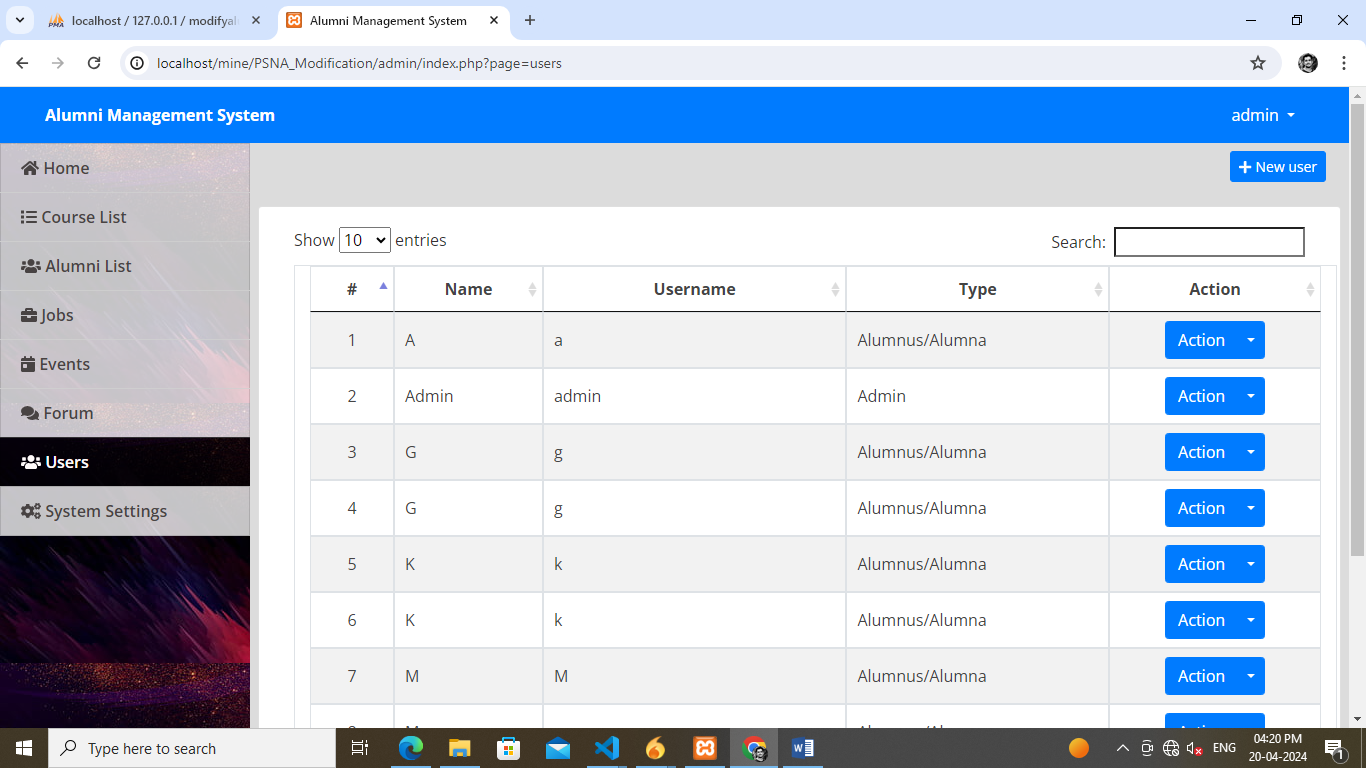 localhost / 127.0.0.1 / modifyal
Alumni Management System
localhost/mine/PSNA_Modification/admin/index.php?page=users
Alumni Management System
admin
Home
Course List
Alumni List
Jobs
Events
Forum
Users
System Settings
New user
Show 10 entries
Search:
# Name Username Type Action
1 A a Alumnus/Alumna Action
2 Admin admin Admin Action
3 G g Alumnus/Alumna Action
4 G g Alumnus/Alumna Action
5 K k Alumnus/Alumna Action
6 K k Alumnus/Alumna Action
7 M M Alumnus/Alumna Action
Type here to search
ENG
04:20 PM
20-04-2024
1